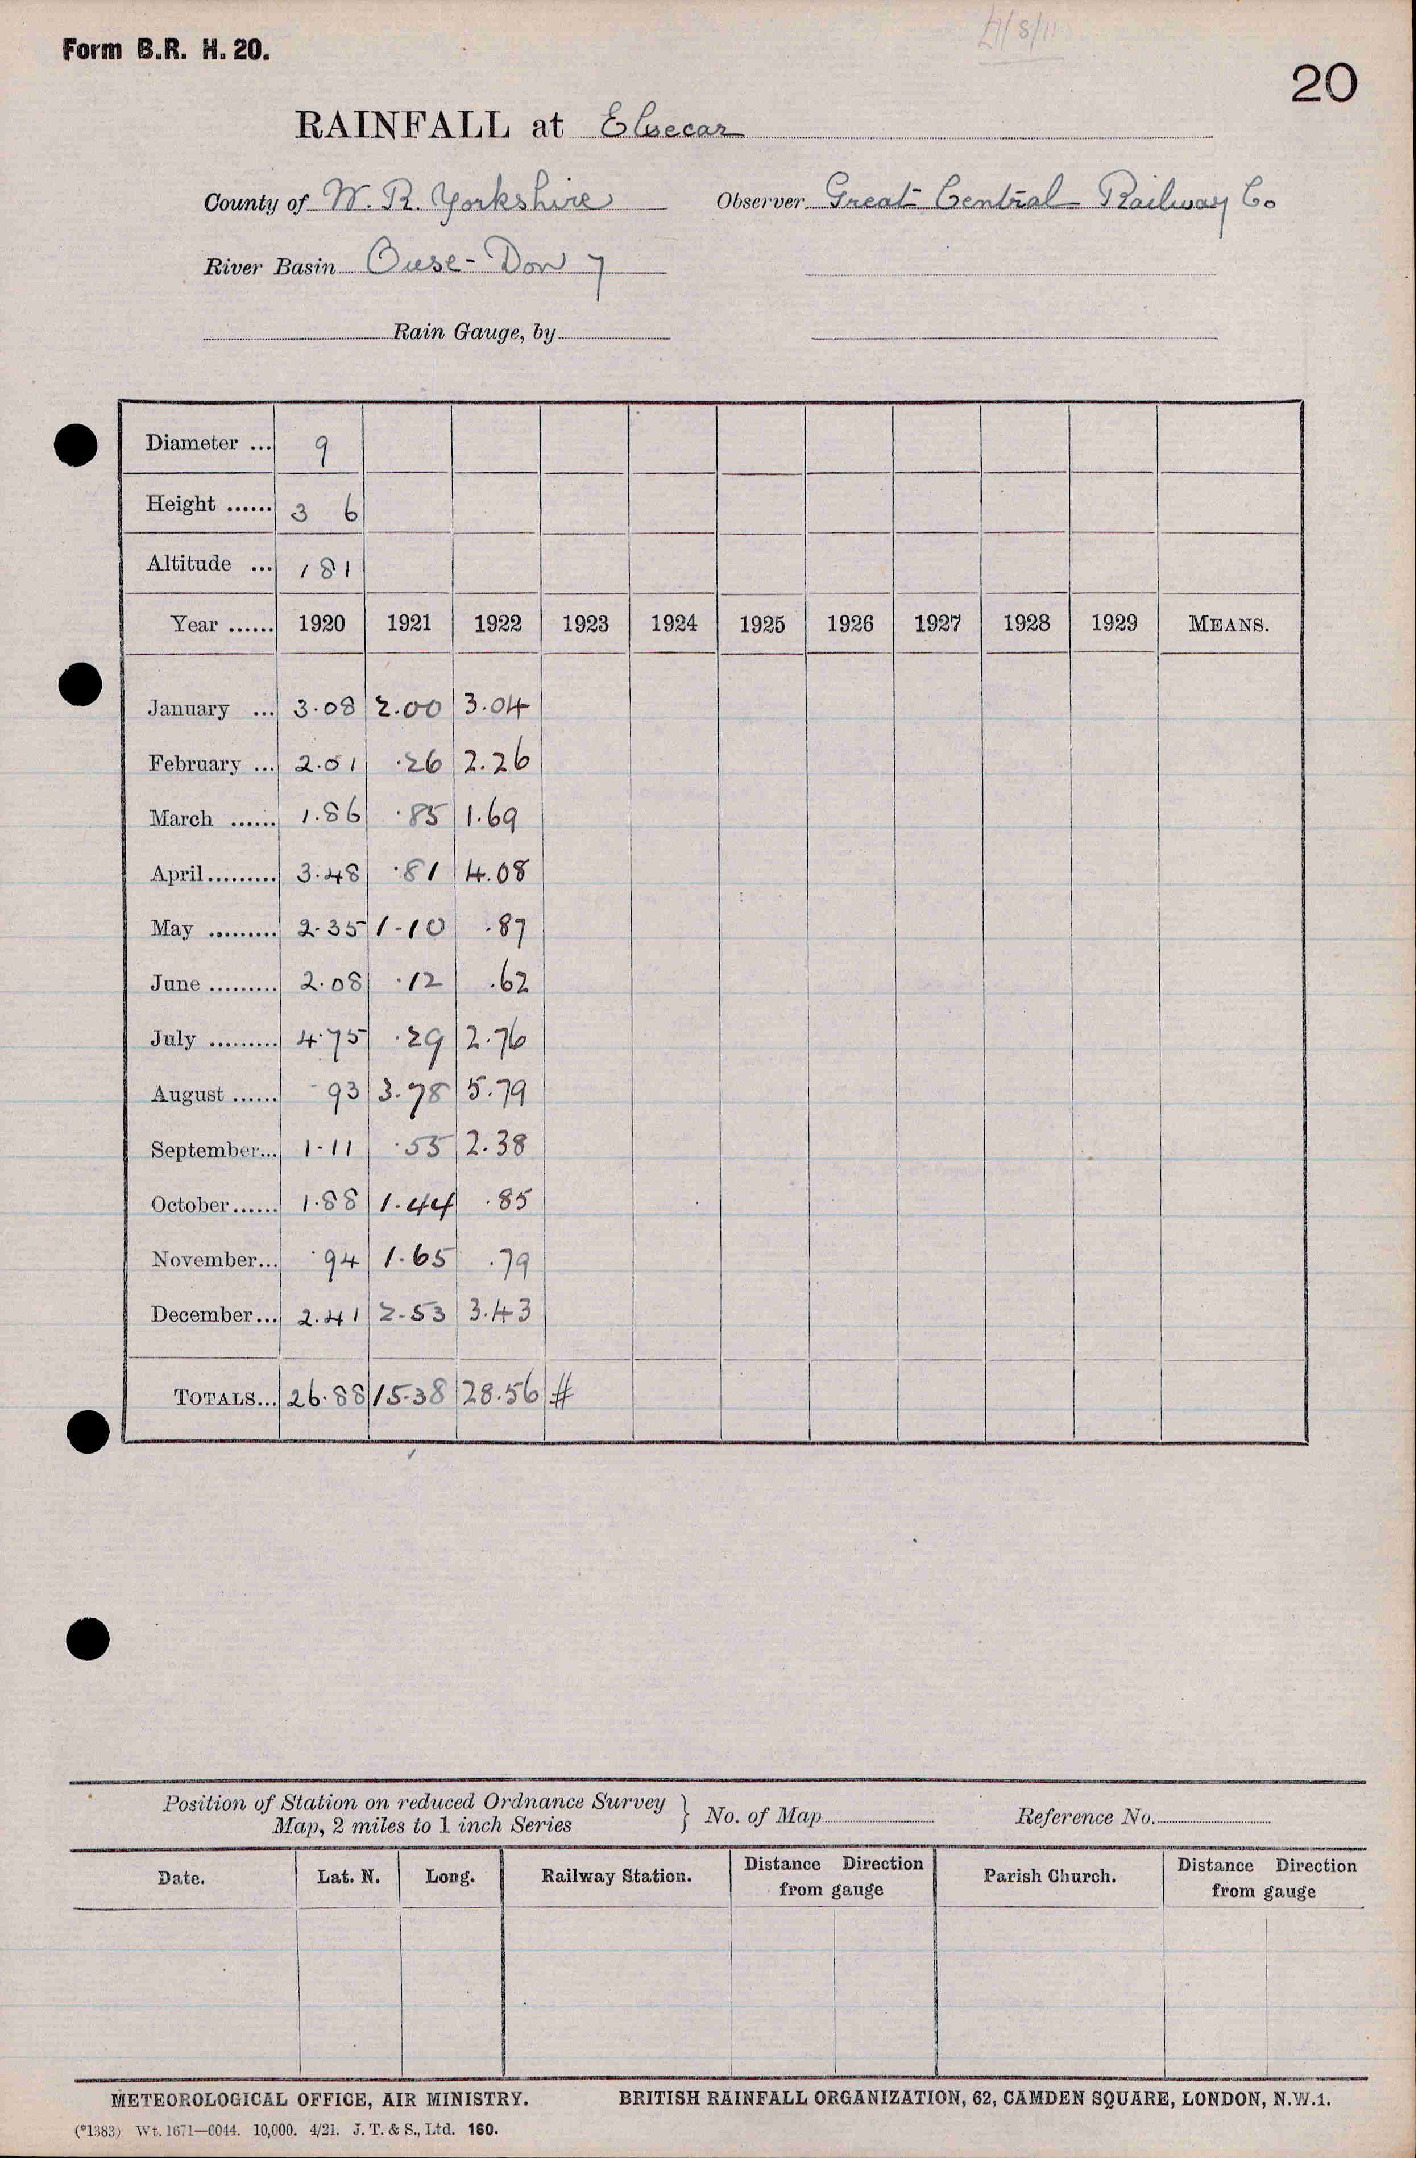 Form B.R. H. 20.
20
RAINFALL at Elsecar
County of W. R. Yorkshire Observer Great Central Railway Co
River Basin Ouse-Don 7
Rain Gauge, by
Diameter ... 9
Height ...... 3 6
Altitude ... 181
Year ...... 1920 1921 1922 1923 1924 1925 1926 1927 1928 1929 MEANS.
January ... 3.08 2.00 3.04
February ... 2.01 .26 2.26
March ...... 1.86 .85 1.69
April......... 3.48 .81 4.08
May ......... 2.35 1.10 .87
June ......... 2.08 .12 .62
July ......... 4.75 .29 2.76
August ...... .93 3.78 5.79
September... 1.11 .55 2.38
October...... 1.88 1.44 .85
November... .94 1.65 .79
December... 2.41 2.53 3.43
TOTALS... 26.88 15.38 28.56 #
Position of Station on reduced Ordnance Survey
Map, 2 miles to 1 inch Series } No. of Map Reference No.
Date. Lat. N. Long. Railway Station. Distance Direction from gauge Parish Church. Distance Direction from gauge
METEOROLOGICAL OFFICE, AIR MINISTRY. BRITISH RAINFALL ORGANIZATION, 62, CAMDEN SQUARE, LONDON, N.W.1.
(*1383) Wt. 1671—6044. 10,000. 4/21. J. T. & S., Ltd. 160.